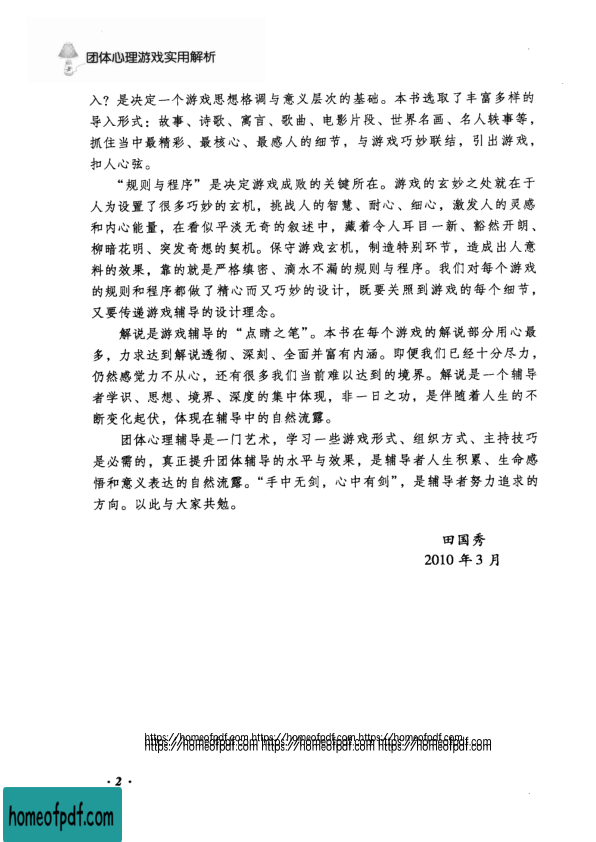 团体心理游戏实用解析
入？是决定一个游戏思想格调与意义层次的基础。本书选取了丰富多样的
导入形式：故事、诗歌、寓言、歌曲、电影片段、世界名画、名人轶事等，
抓住当中最精彩、最核心、最感人的细节，与游戏巧妙联结，引出游戏，
扣人心弦。
“规则与程序”是决定游戏成败的关键所在。游戏的玄妙之处就在于
人为设置了很多巧妙的玄机，挑战人的智慧、耐心、细心，激发人的灵感
和内心能量，在看似平淡无奇的叙述中，藏着令人耳目一新、豁然开朗、
柳暗花明、突发奇想的契机。保守游戏玄机，制造特别环节，造成出人意
料的效果，靠的就是严格缜密、滴水不漏的规则与程序。我们对每个游戏
的规则和程序都做了精心而又巧妙的设计，既要关照到游戏的每个细节，
又要传递游戏辅导的设计理念。
解说是游戏辅导的“点睛之笔”。本书在每个游戏的解说部分用心最
多，力求达到解说透彻、深刻、全面并富有内涵。即便我们已经十分尽力，
仍然感觉力不从心，还有很多我们当前难以达到的境界。解说是一个辅导
者学识、思想、境界、深度的集中体现，非一日之功，是伴随着人生的不
断变化起伏，体现在辅导中的自然流露。
团体心理辅导是一门艺术，学习一些游戏形式、组织方式、主持技巧
是必需的，真正提升团体辅导的水平与效果，是辅导者人生积累、生命感
悟和意义表达的自然流露。“手中无剑，心中有剑”，是辅导者努力追求的
方向。以此与大家共勉。
田国秀
2010 年 3 月
https://homeofpdf.com https://homeofpdf.com https://homeofpdf.com
https://homeofpdf.com https://homeofpdf.com https://homeofpdf.com
· 2 ·
homeofpdf.com